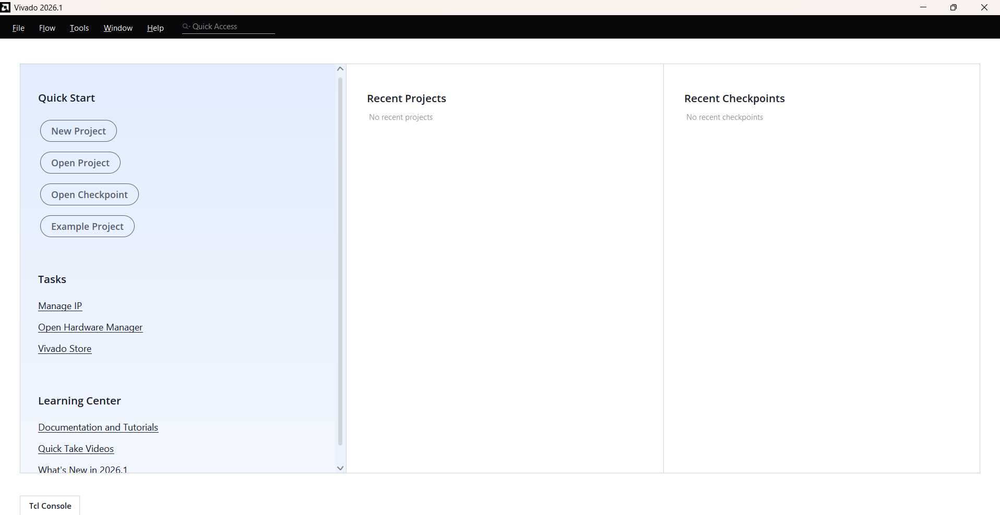 Vivado 2026.1
File Flow Tools Window Help Quick Access
Quick Start
New Project
Open Project
Open Checkpoint
Example Project
Tasks
Manage IP
Open Hardware Manager
Vivado Store
Learning Center
Documentation and Tutorials
Quick Take Videos
What's New in 2026.1
Recent Projects
No recent projects
Recent Checkpoints
No recent checkpoints
Tcl Console